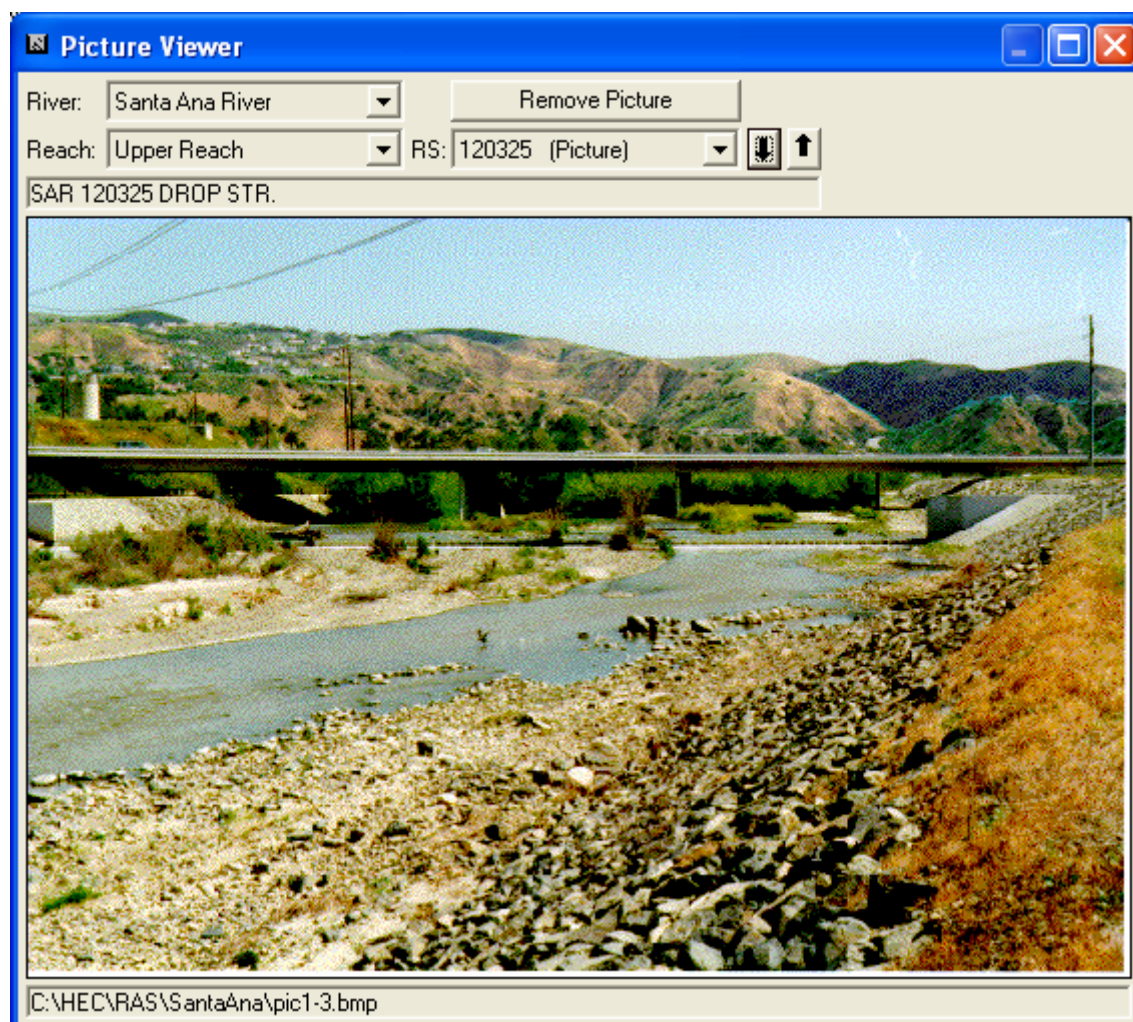 Picture Viewer
River: Santa Ana River Remove Picture
Reach: Upper Reach RS: 120325 (Picture)
SAR 120325 DROP STR.
C:\HEC\RAS\SantaAna\pic1-3.bmp